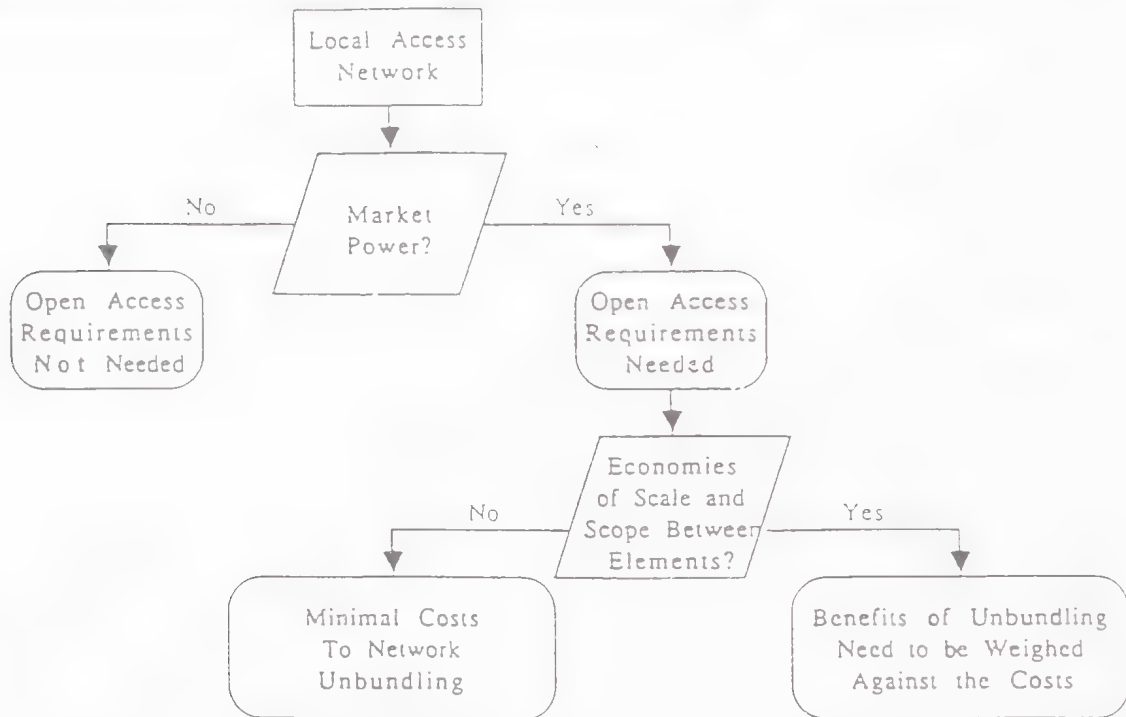 Local Access
Network
Market
Power?
No
Yes
Open Access
Requirements
Not Needed
Open Access
Requirements
Needed
Economies
of Scale and
Scope Between
Elements?
No
Yes
Minimal Costs
To Network
Unbundling
Benefits of Unbundling
Need to be Weighed
Against the Costs